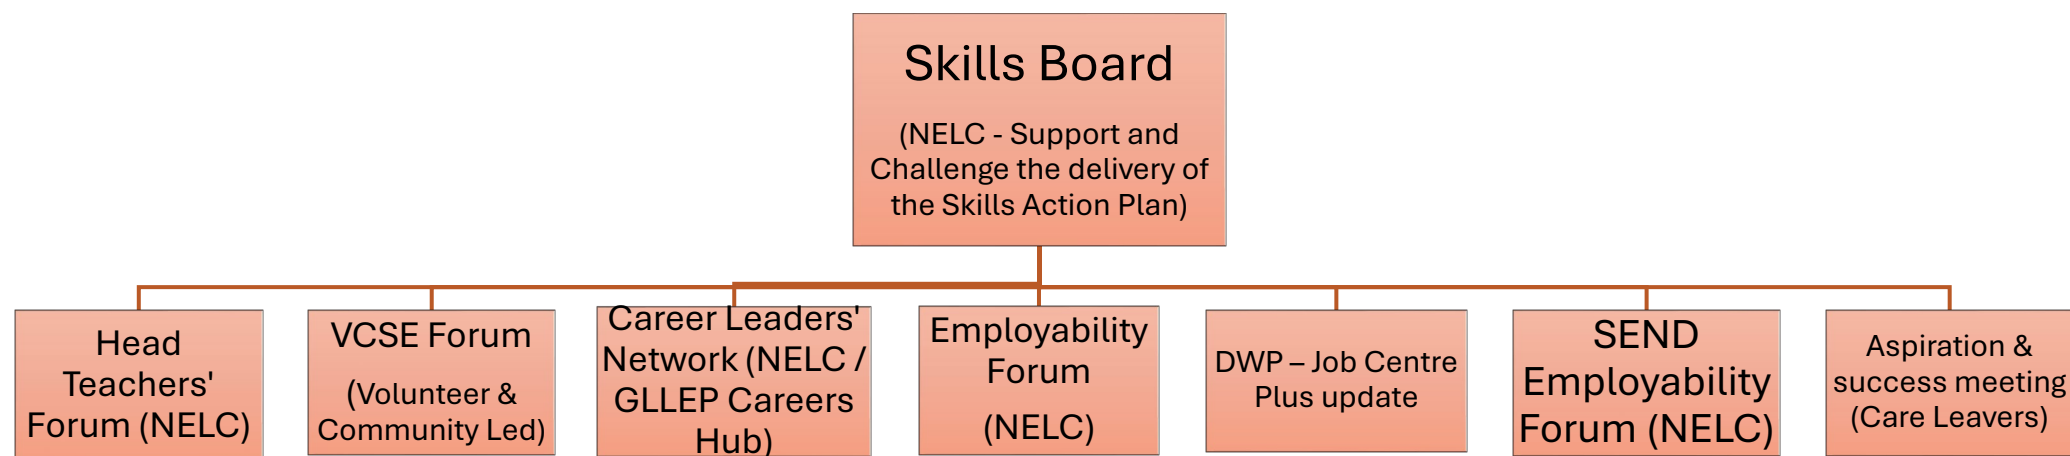 Skills Board
(NELC - Support and
Challenge the delivery of
the Skills Action Plan)
Head
Teachers'
Forum (NELC)
VCSE Forum
(Volunteer &
Community Led)
Career Leaders'
Network (NELC /
GLLEP Careers
Hub)
Employability
Forum
(NELC)
DWP – Job Centre
Plus update
SEND
Employability
Forum (NELC)
Aspiration &
success meeting
(Care Leavers)